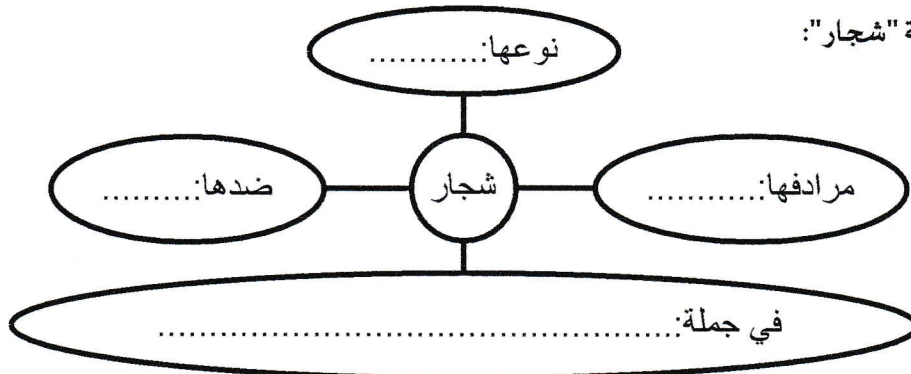 "شجار":
نوعها:............
مرادفها:............
شجار
ضدها:..........
في جملة:.............................................